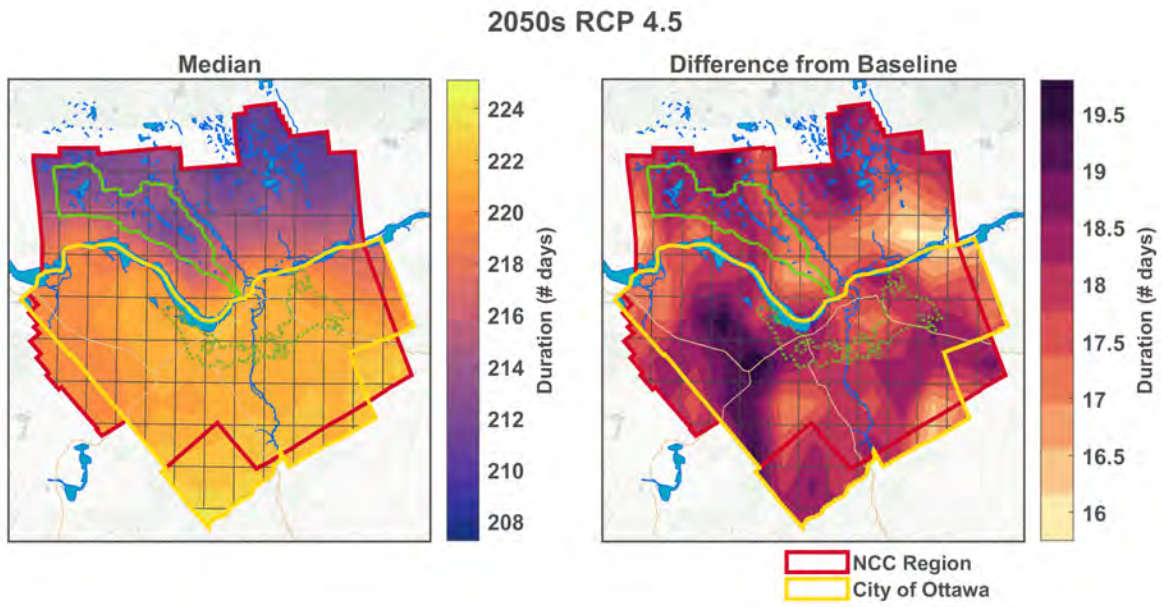 2050s RCP 4.5
Median
224
222
220
218
216
214
212
210
208
Duration (# days)
Difference from Baseline
19.5
19
18.5
18
17.5
17
16.5
16
Duration (# days)
NCC Region
City of Ottawa